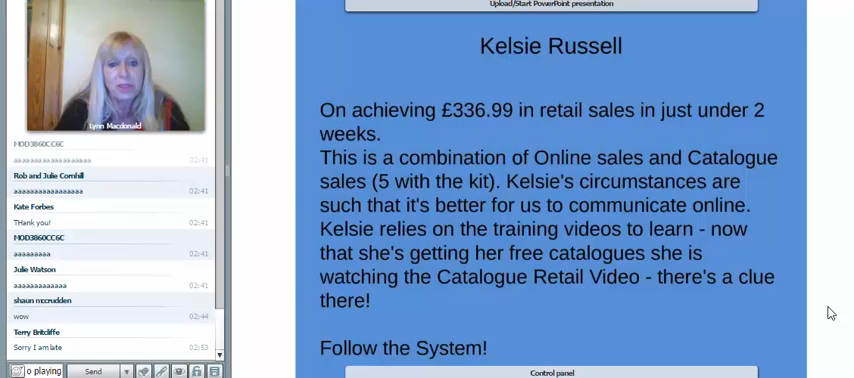 Upload/Start PowerPoint presentation
Lynn Macdonald
MOD3860CC6C
aaaaaaaaaaaaaaaaaa 02:41
Rob and Julie Cornhill
aaaaaaaaaaaaaaaa 02:41
Kate Forbes
THank you! 02:41
MOD3860CC6C
aaaaaaaaa 02:41
Julie Watson
aaaaaaaaaaaaa 02:41
shaun mccrudden
wow 02:44
Terry Britcliffe
Sorry I am late 02:53
o playing Send
Kelsie Russell
On achieving £336.99 in retail sales in just under 2
weeks.
This is a combination of Online sales and Catalogue
sales (5 with the kit). Kelsie's circumstances are
such that it's better for us to communicate online.
Kelsie relies on the training videos to learn - now
that she's getting her free catalogues she is
watching the Catalogue Retail Video - there's a clue
there!
Follow the System!
Control panel